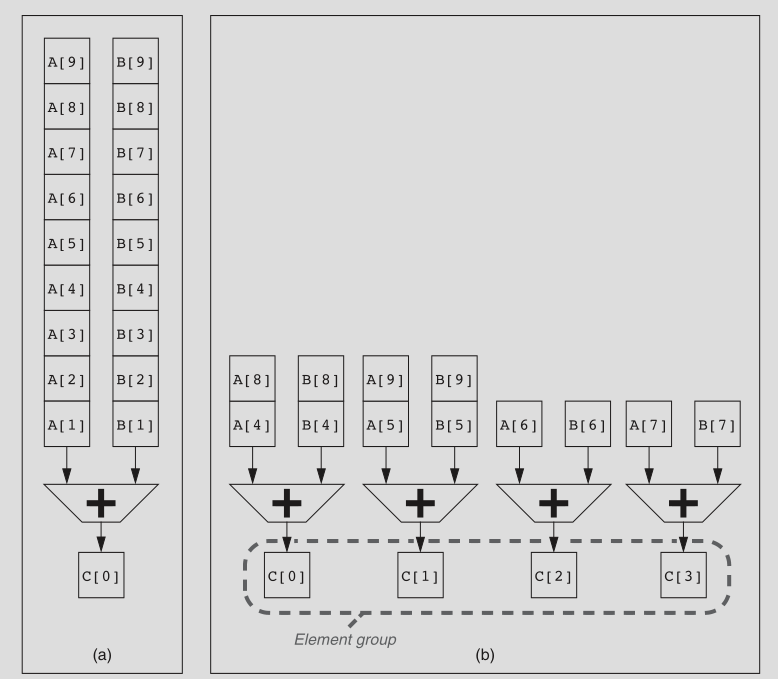 A[9] B[9]
A[8] B[8]
A[7] B[7]
A[6] B[6]
A[5] B[5]
A[4] B[4]
A[3] B[3]
A[2] B[2]
A[1] B[1]
+
C[0]
(a)
A[8] B[8] A[9] B[9]
A[4] B[4] A[5] B[5] A[6] B[6] A[7] B[7]
+ + + +
C[0] C[1] C[2] C[3]
Element group
(b)